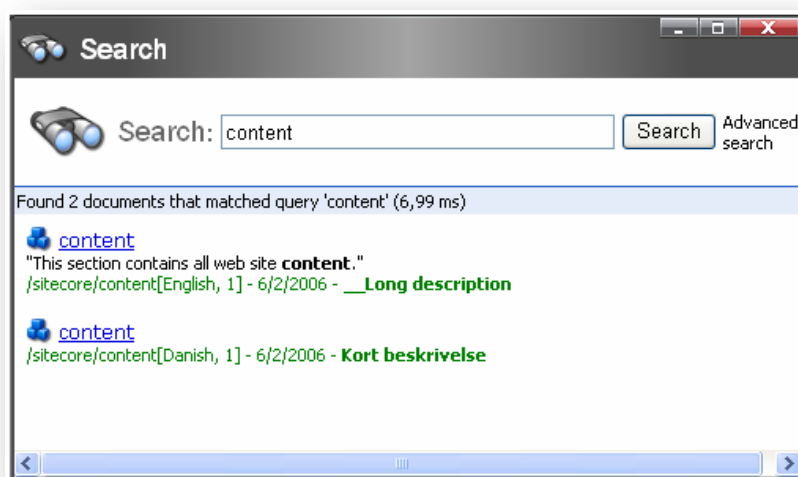 Search
Search: content Search Advanced
search
Found 2 documents that matched query 'content' (6,99 ms)
content
"This section contains all web site content."
/sitecore/content[English, 1] - 6/2/2006 - __Long description
content
/sitecore/content[Danish, 1] - 6/2/2006 - Kort beskrivelse